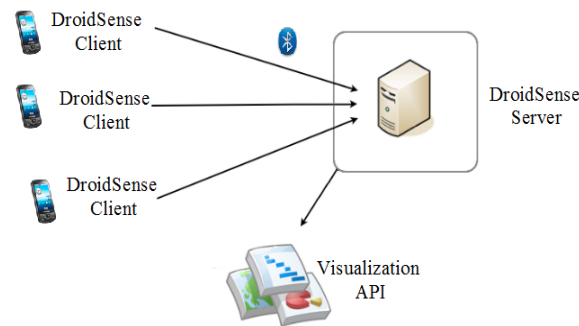 DroidSense
Client
DroidSense
Client
DroidSense
Client
DroidSense
Server
Visualization
API